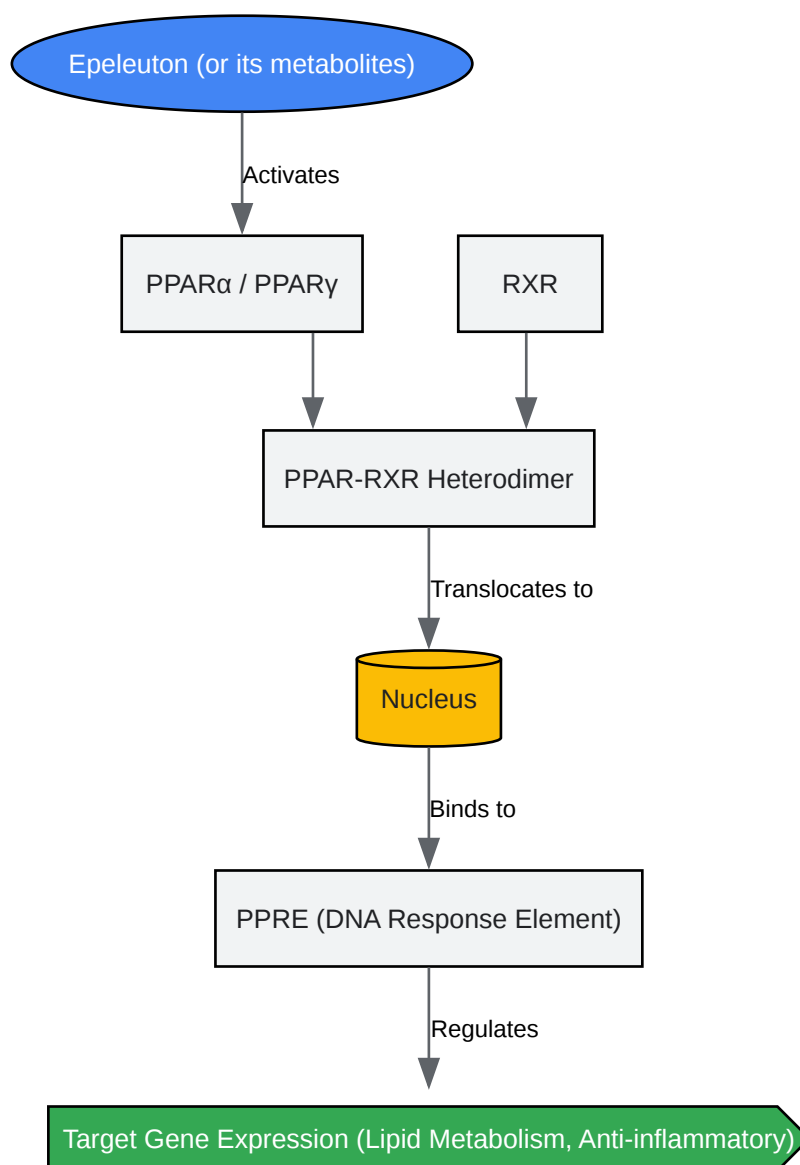 Epeleuton (or its metabolites)
Activates
PPARα / PPARγ
RXR
PPAR-RXR Heterodimer
Translocates to
Nucleus
Binds to
PPRE (DNA Response Element)
Regulates
Target Gene Expression (Lipid Metabolism, Anti-inflammatory)